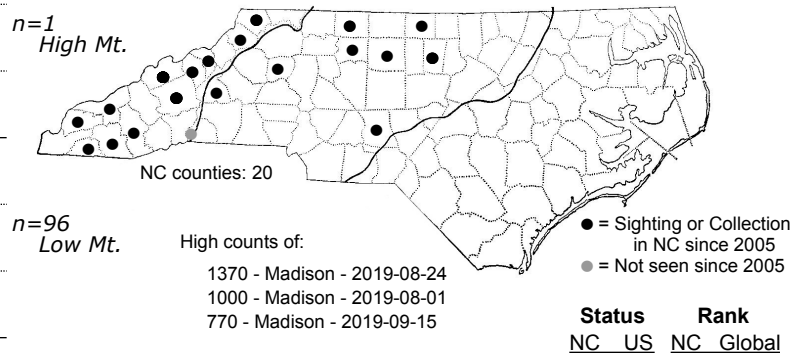 n=1
High Mt.
NC counties: 20
n=96
Low Mt.
High counts of:
1370 - Madison - 2019-08-24
1000 - Madison - 2019-08-01
770 - Madison - 2019-09-15
= Sighting or Collection
in NC since 2005
= Not seen since 2005
Status Rank
NC US NC Global